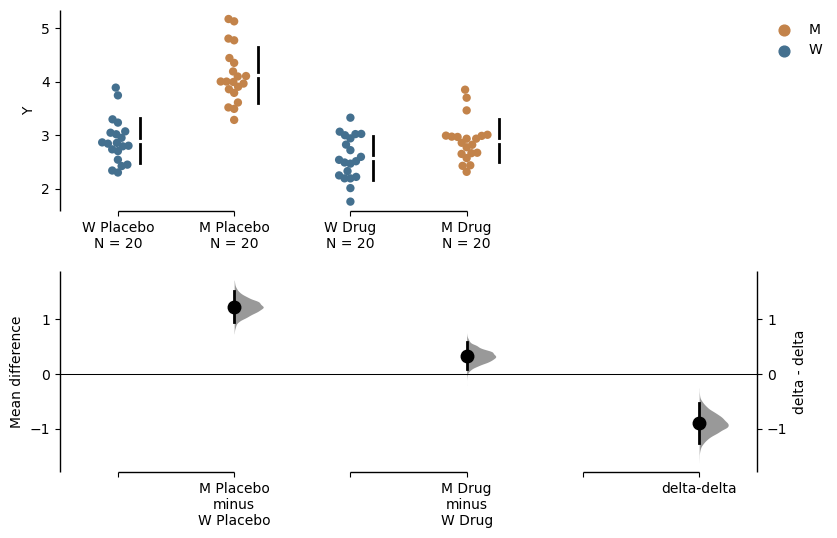 M
W
5
4
3
2
Y
W Placebo
N = 20
M Placebo
N = 20
W Drug
N = 20
M Drug
N = 20
1
0
−1
Mean difference
1
0
−1
delta - delta
M Placebo
minus
W Placebo
M Drug
minus
W Drug
delta-delta